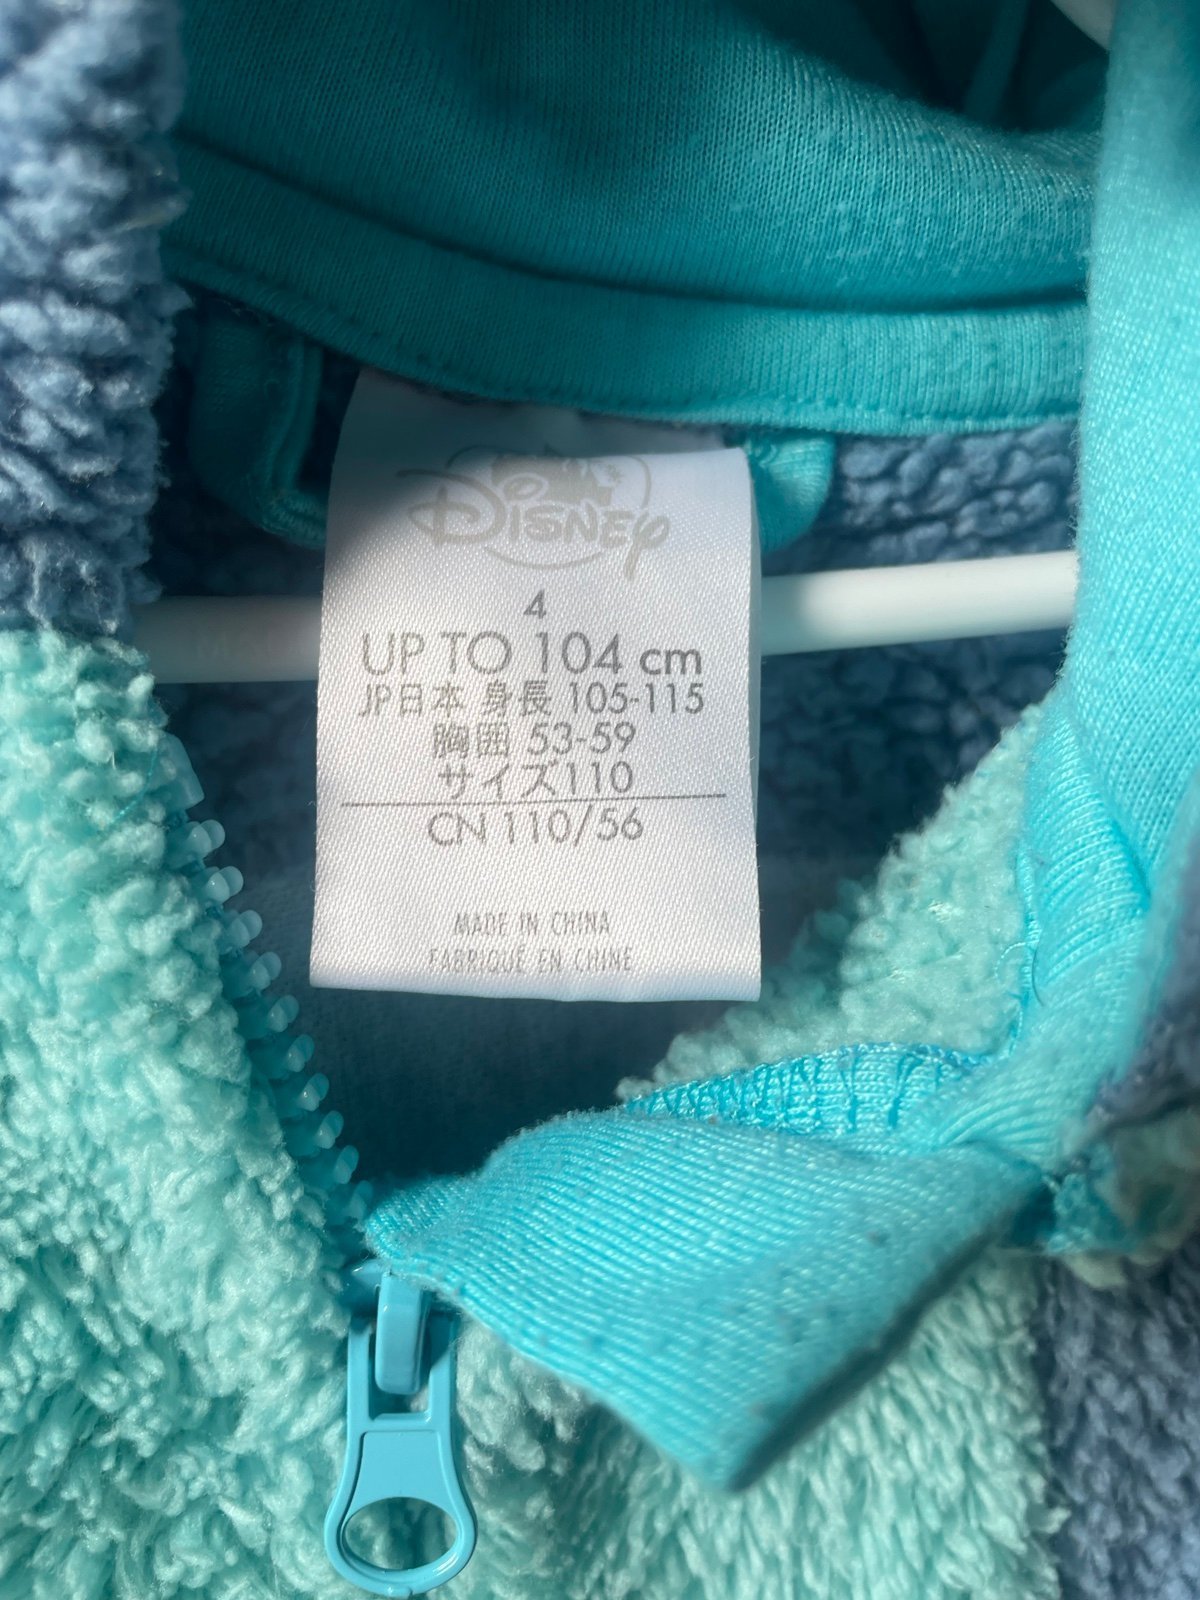 Disney
4
UP TO 104 cm
JP日本 身長 105-115
胸囲 53-59
サイズ110
CN 110/56
MADE IN CHINA
FABRIQUÉ EN CHINE